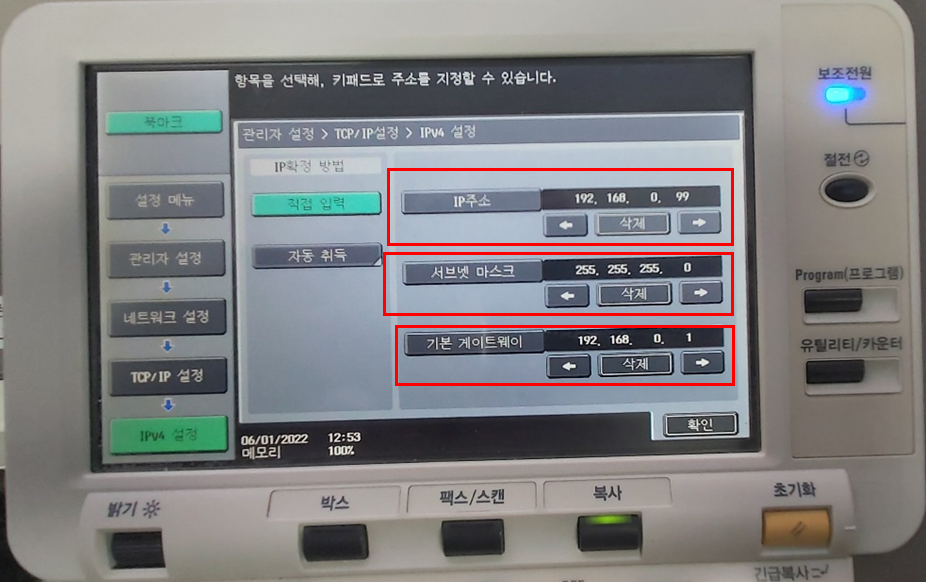 항목을 선택해, 키패드로 주소를 지정할 수 있습니다.
북마크
관리자 설정 > TCP/IP설정 > IPv4 설정
설정 메뉴
관리자 설정
네트워크 설정
TCP/IP 설정
IPv4 설정
IP확정 방법
직접 입력
자동 취득
IP주소 192. 168. 0. 99
← 삭제 →
서브넷 마스크 255. 255. 255. 0
← 삭제 →
기본 게이트웨이 192. 168. 0. 1
← 삭제 →
06/01/2022 12:53
메모리 100%
확인
보조전원
절전
Program(프로그램)
유틸리티/카운터
밝기
박스
팩스/스캔
복사
초기화
긴급복사